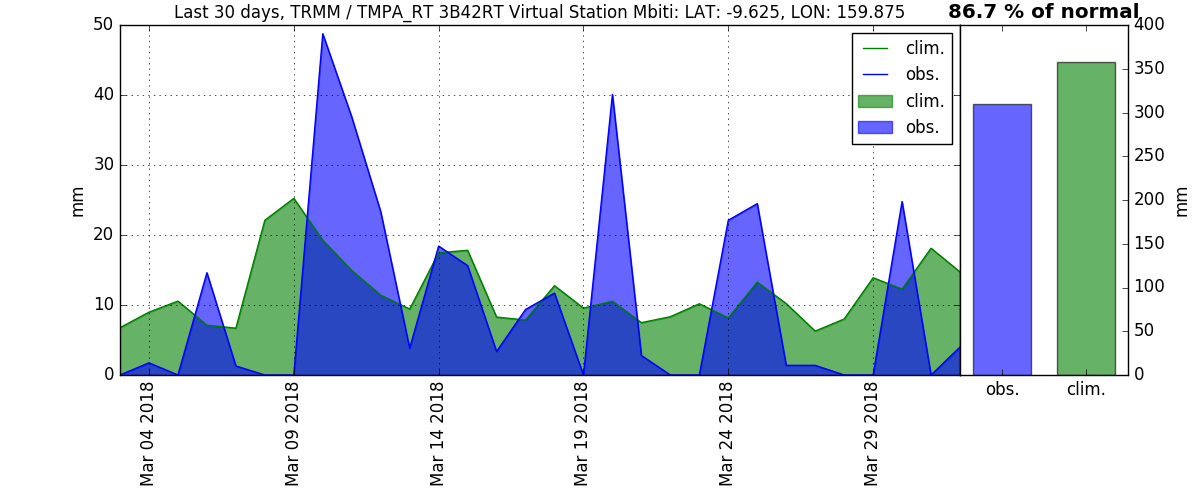 Last 30 days, TRMM / TMPA_RT 3B42RT Virtual Station Mbiti: LAT: -9.625, LON: 159.875
86.7 % of normal
50
40
30
20
10
0
mm
clim.
obs.
clim.
obs.
Mar 04 2018
Mar 09 2018
Mar 14 2018
Mar 19 2018
Mar 24 2018
Mar 29 2018
400
350
300
250
200
150
100
50
0
mm
obs.
clim.